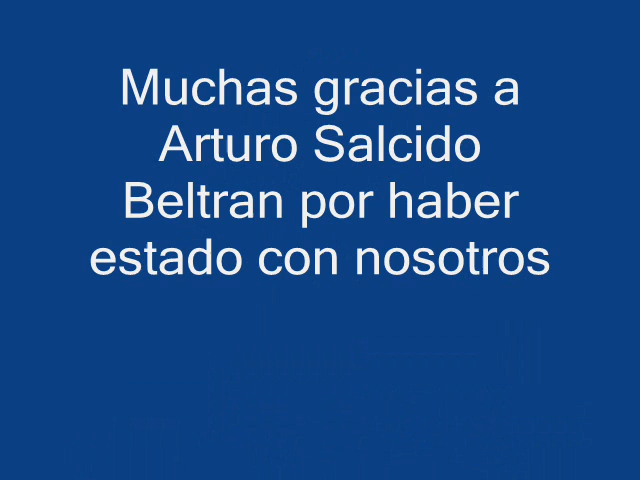 Muchas gracias a
Arturo Salcido
Beltran por haber
estado con nosotros